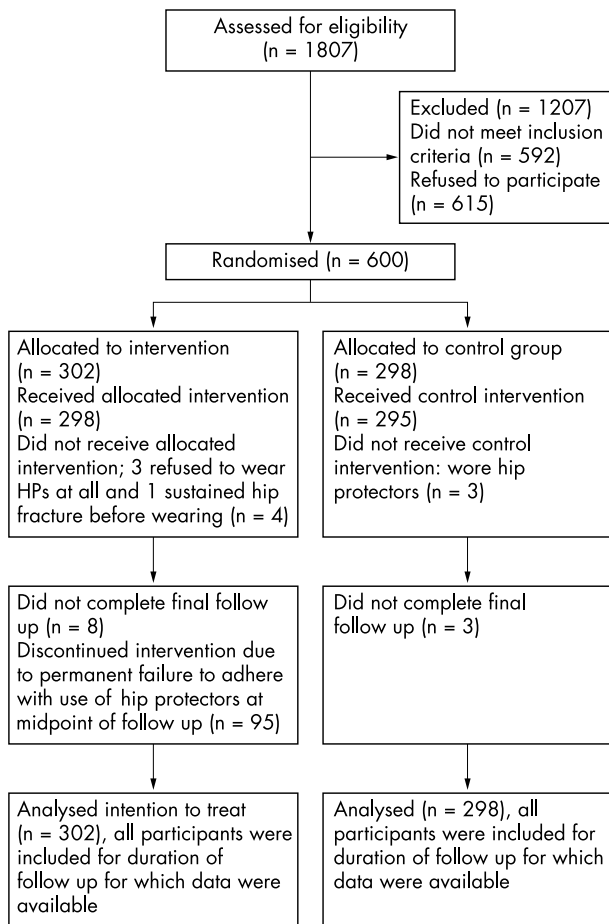 Assessed for eligibility
(n = 1807)
Excluded (n = 1207)
Did not meet inclusion
criteria (n = 592)
Refused to participate
(n = 615)
Randomised (n = 600)
Allocated to intervention
(n = 302)
Received allocated intervention
(n = 298)
Did not receive allocated
intervention; 3 refused to wear
HPs at all and 1 sustained hip
fracture before wearing (n = 4)
Allocated to control group
(n = 298)
Received control intervention
(n = 295)
Did not receive control
intervention: wore hip
protectors (n = 3)
Did not complete final follow
up (n = 8)
Discontinued intervention due
to permanent failure to adhere
with use of hip protectors at
midpoint of follow up (n = 95)
Did not complete final
follow up (n = 3)
Analysed intention to treat
(n = 302), all participants were
included for duration of
follow up for which data were
available
Analysed (n = 298), all
participants were included for
duration of follow up for which
data were available